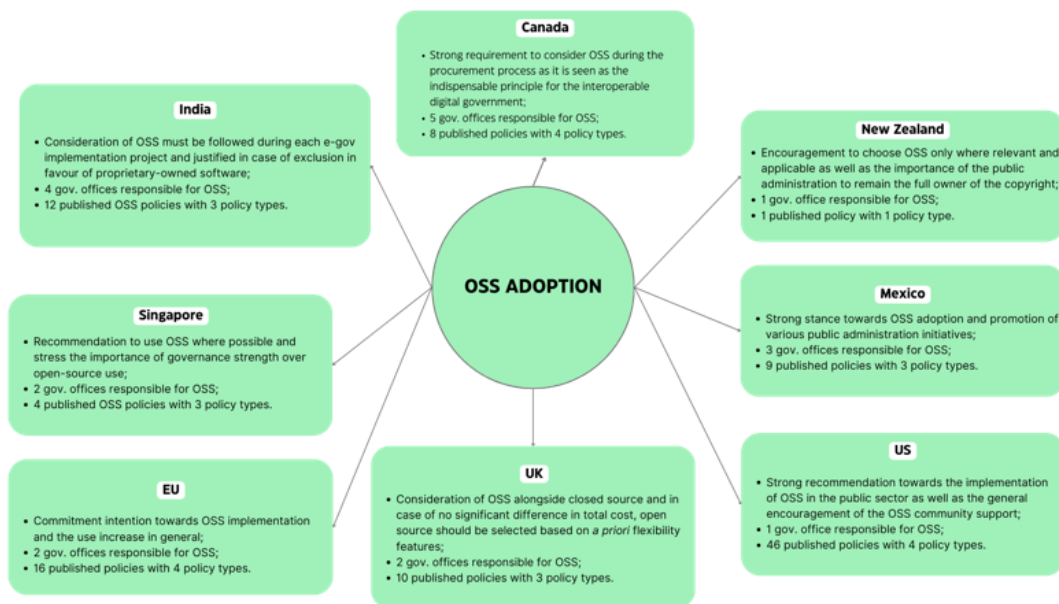 Canada
• Strong requirement to consider OSS during the
procurement process as it is seen as the
indispensable principle for the interoperable
digital government;
• 5 gov. offices responsible for OSS;
• 8 published policies with 4 policy types.
India
• Consideration of OSS must be followed during each e-gov
implementation project and justified in case of exclusion in
favour of proprietary-owned software;
• 4 gov. offices responsible for OSS;
• 12 published OSS policies with 3 policy types.
New Zealand
• Encouragement to choose OSS only where relevant and
applicable as well as the importance of the public
administration to remain the full owner of the copyright;
• 1 gov. office responsible for OSS;
• 1 published policy with 1 policy type.
OSS ADOPTION
Singapore
• Recommendation to use OSS where possible and
stress the importance of governance strength over
open-source use;
• 2 gov. offices responsible for OSS;
• 4 published OSS policies with 3 policy types.
Mexico
• Strong stance towards OSS adoption and promotion of
various public administration initiatives;
• 3 gov. offices responsible for OSS;
• 9 published policies with 3 policy types.
EU
• Commitment intention towards OSS implementation
and the use increase in general;
• 2 gov. offices responsible for OSS;
• 16 published policies with 4 policy types.
UK
• Consideration of OSS alongside closed source and in
case of no significant difference in total cost, open
source should be selected based on a priori flexibility
features;
• 2 gov. offices responsible for OSS;
• 10 published policies with 3 policy types.
US
• Strong recommendation towards the implementation
of OSS in the public sector as well as the general
encouragement of the OSS community support;
• 1 gov. office responsible for OSS;
• 46 published policies with 4 policy types.